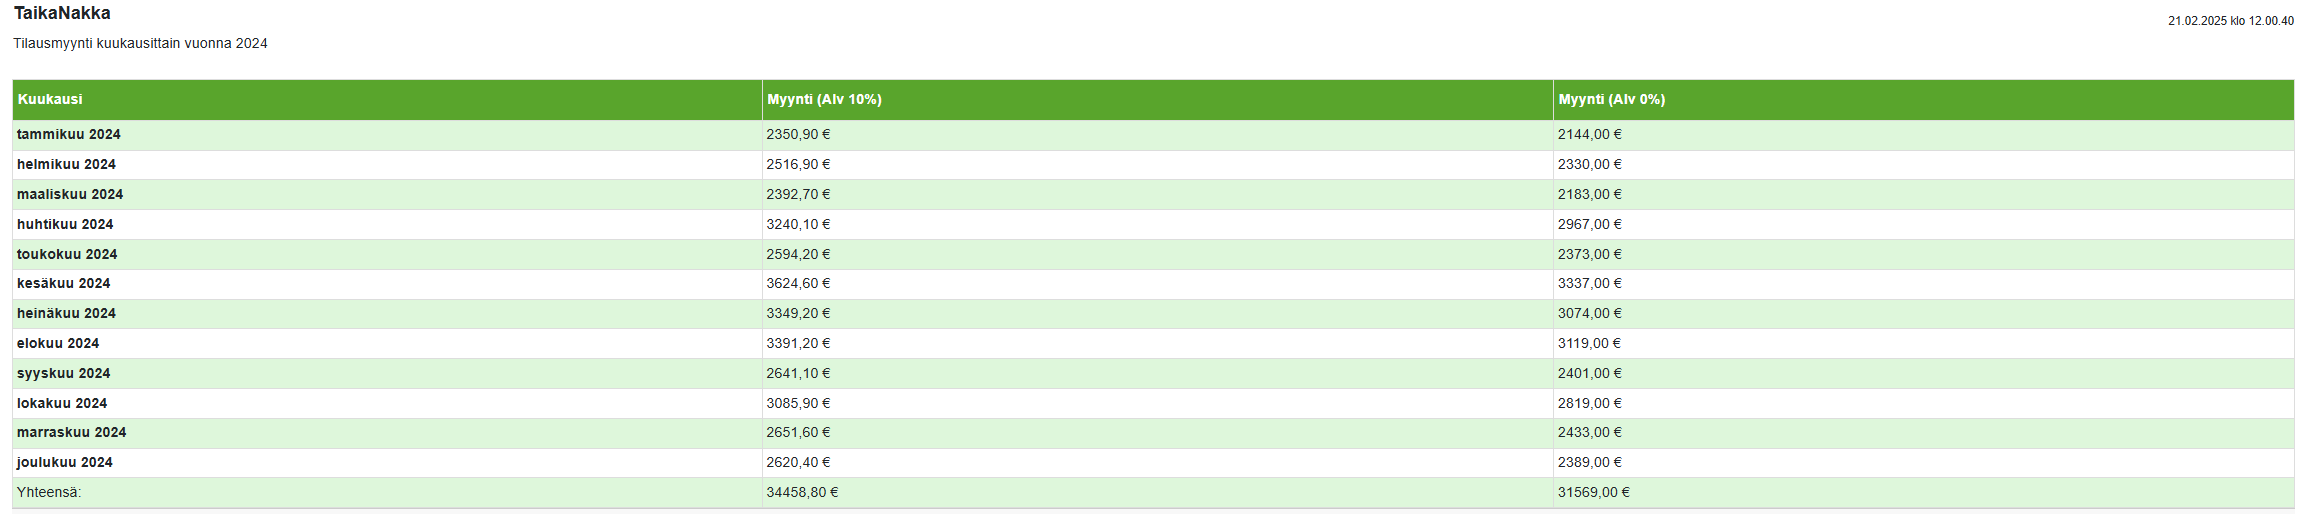 TaikaNakka
21.02.2025 klo 12.00.40
Tilausmyynti kuukausittain vuonna 2024
Kuukausi Myynti (Alv 10%) Myynti (Alv 0%)
tammikuu 2024 2350,90 € 2144,00 €
helmikuu 2024 2516,90 € 2330,00 €
maaliskuu 2024 2392,70 € 2183,00 €
huhtikuu 2024 3240,10 € 2967,00 €
toukokuu 2024 2594,20 € 2373,00 €
kesäkuu 2024 3624,60 € 3337,00 €
heinäkuu 2024 3349,20 € 3074,00 €
elokuu 2024 3391,20 € 3119,00 €
syyskuu 2024 2641,10 € 2401,00 €
lokakuu 2024 3085,90 € 2819,00 €
marraskuu 2024 2651,60 € 2433,00 €
joulukuu 2024 2620,40 € 2389,00 €
Yhteensä: 34458,80 € 31569,00 €